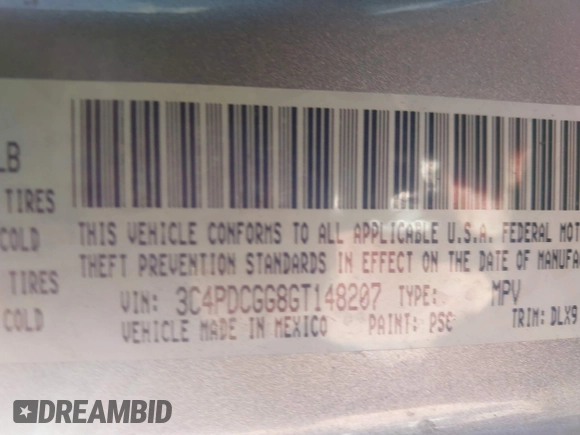 LB
TIRES
COLD
THIS VEHICLE CONFORMS TO ALL APPLICABLE U.S.A. FEDERAL MOT
THEFT PREVENTION STANDARDS IN EFFECT ON THE DATE OF MANUFA
TIRES
VIN: 3C4PDCGG8GT148207 TYPE: MPV
COLD
VEHICLE MADE IN MEXICO PAINT: PSC TRIM: DLX9
DREAMBID